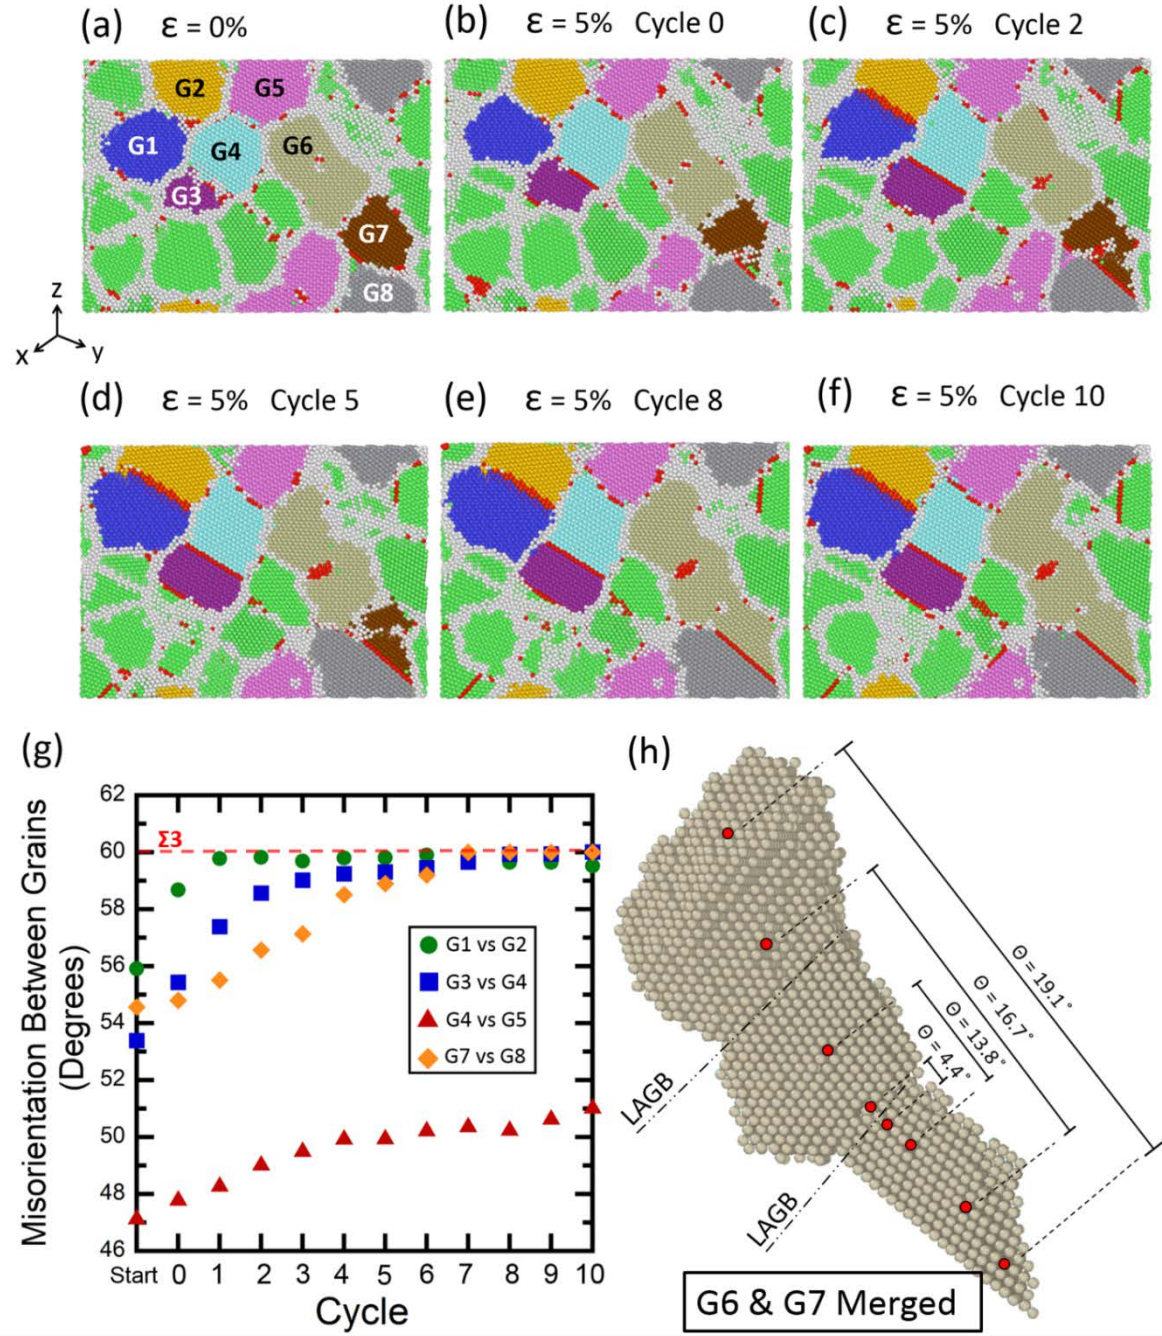 (a) ε = 0%
(b) ε = 5% Cycle 0
(c) ε = 5% Cycle 2
G2
G5
G1
G4
G6
G3
G7
G8
z
x
y
(d) ε = 5% Cycle 5
(e) ε = 5% Cycle 8
(f) ε = 5% Cycle 10
(g)
Misorientation Between Grains
(Degrees)
62
60
58
56
54
52
50
48
46
Σ3
G1 vs G2
G3 vs G4
G4 vs G5
G7 vs G8
Start 0 1 2 3 4 5 6 7 8 9 10
Cycle
(h)
Θ = 19.1°
Θ = 16.7°
Θ = 13.8°
Θ = 4.4°
LAGB
LAGB
G6 & G7 Merged